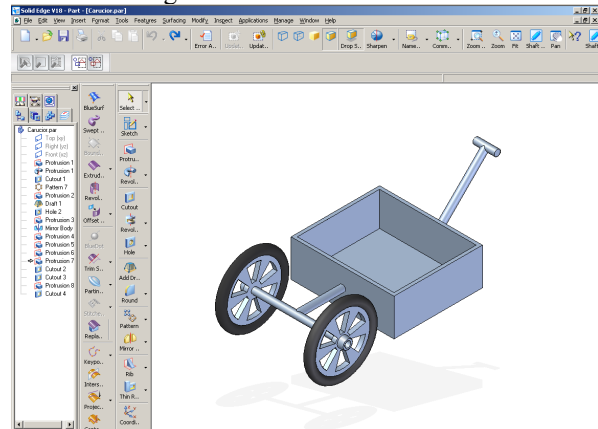 Solid Edge V18 - Part - [Carucior.par]
File Edit View Insert Format Tools Features Surfacing Modify Inspect Applications Manage Window Help
Error A... Updat... Updat... Drop S... Sharpen Name... Comm... Zoom .. Zoom Fit Shaft ... Pan Shaft
Carucior.par
Top (xy)
Right (yz)
Front (xz)
Protrusion 1
Protrusion 1
Cutout 1
Pattern 7
Protrusion 2
Draft 1
Hole 2
Protrusion 3
Mirror Body
Protrusion 4
Protrusion 5
Protrusion 6
Protrusion 7
Cutout 2
Cutout 3
Protrusion 8
Cutout 4
BlueSurf
Swept ..
Bound..
Extrud..
Revol..
Offset ..
BlueDot
Trim S...
Partin..
Stitche..
Repla..
Keypo..
Inters..
Projec..
Select ..
Sketch
Protru...
Revol..
Cutout
Revol..
Hole
Add Dr...
Round
Pattern
Mirror ...
Rib
Thin R...
Coordi...